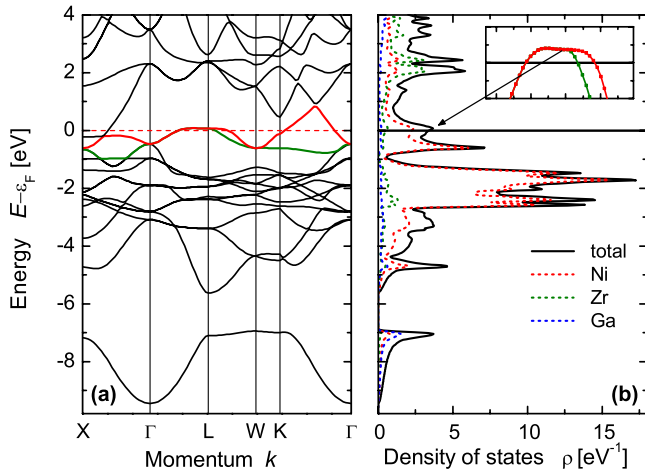 4
2
0
-2
-4
-6
-8
Energy E-εF [eV]
(a)
X Γ L W K Γ
Momentum k
total
Ni
Zr
Ga
(b)
0 5 10 15
Density of states ρ [eV-1]